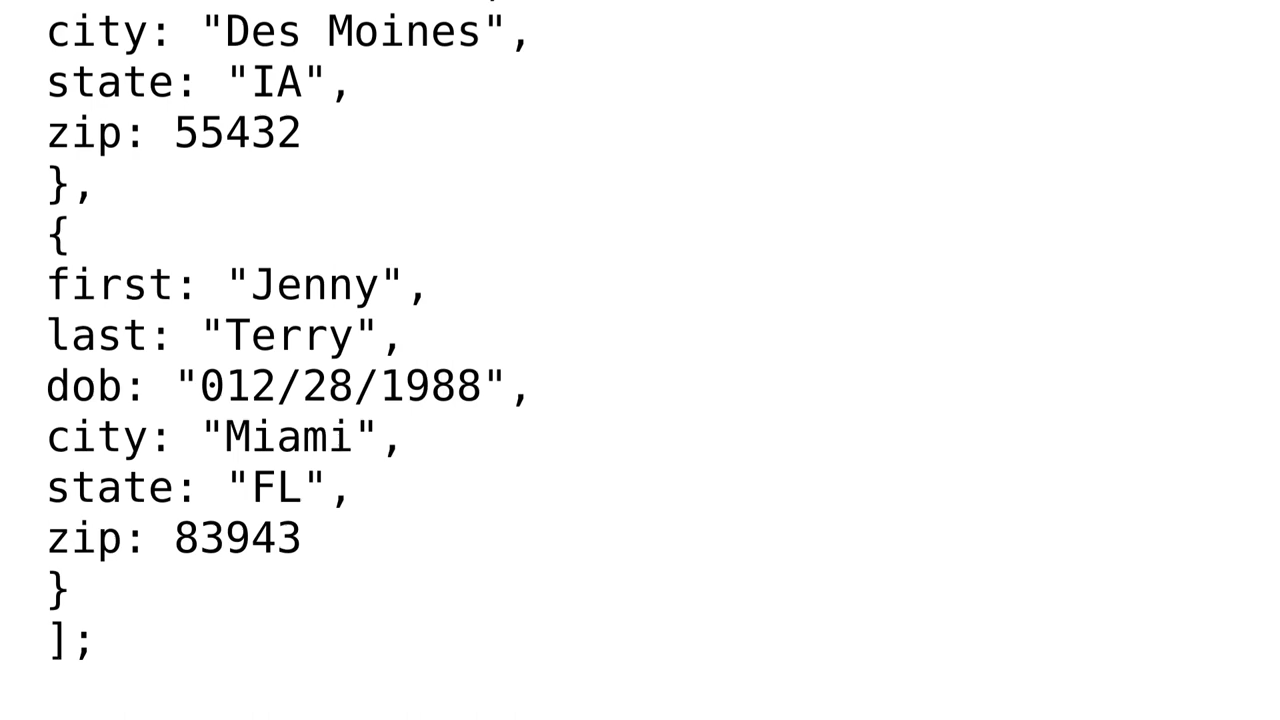 city: "Des Moines",
state: "IA",
zip: 55432
},
{
first: "Jenny",
last: "Terry",
dob: "012/28/1988",
city: "Miami",
state: "FL",
zip: 83943
}
];